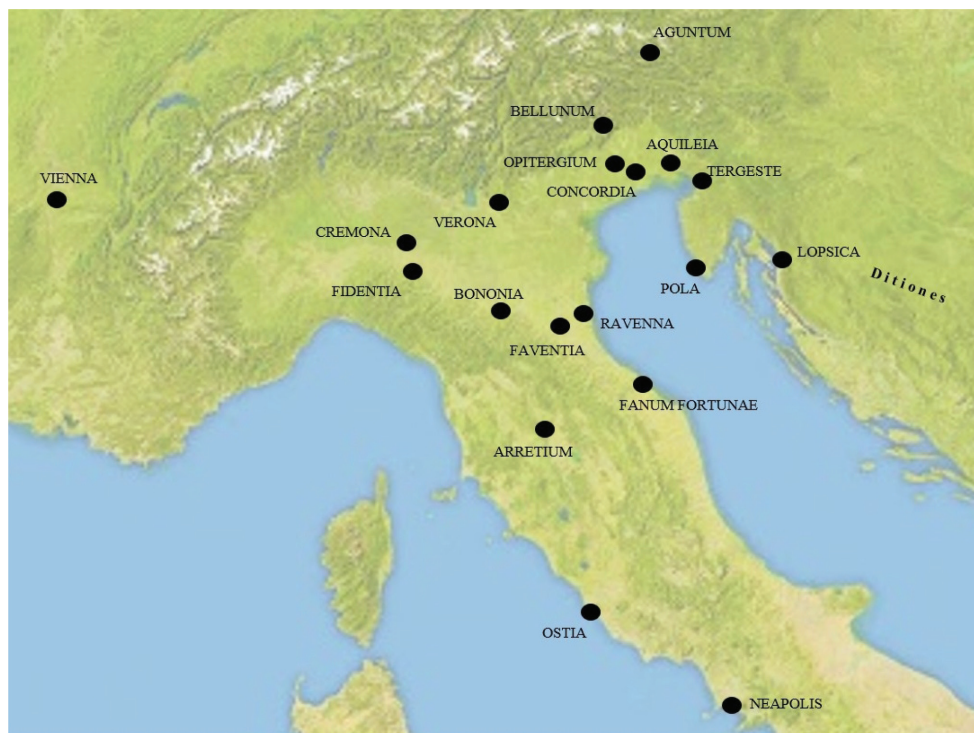 AGUNTUM
BELLUNUM
AQUILEIA
OPITERGIUM
TERGESTE
VIENNA
CONCORDIA
VERONA
CREMONA
LOPSICA
Ditiones
POLA
FIDENTIA
BONONIA
RAVENNA
FAVENTIA
FANUM FORTUNAE
ARRETIUM
OSTIA
NEAPOLIS